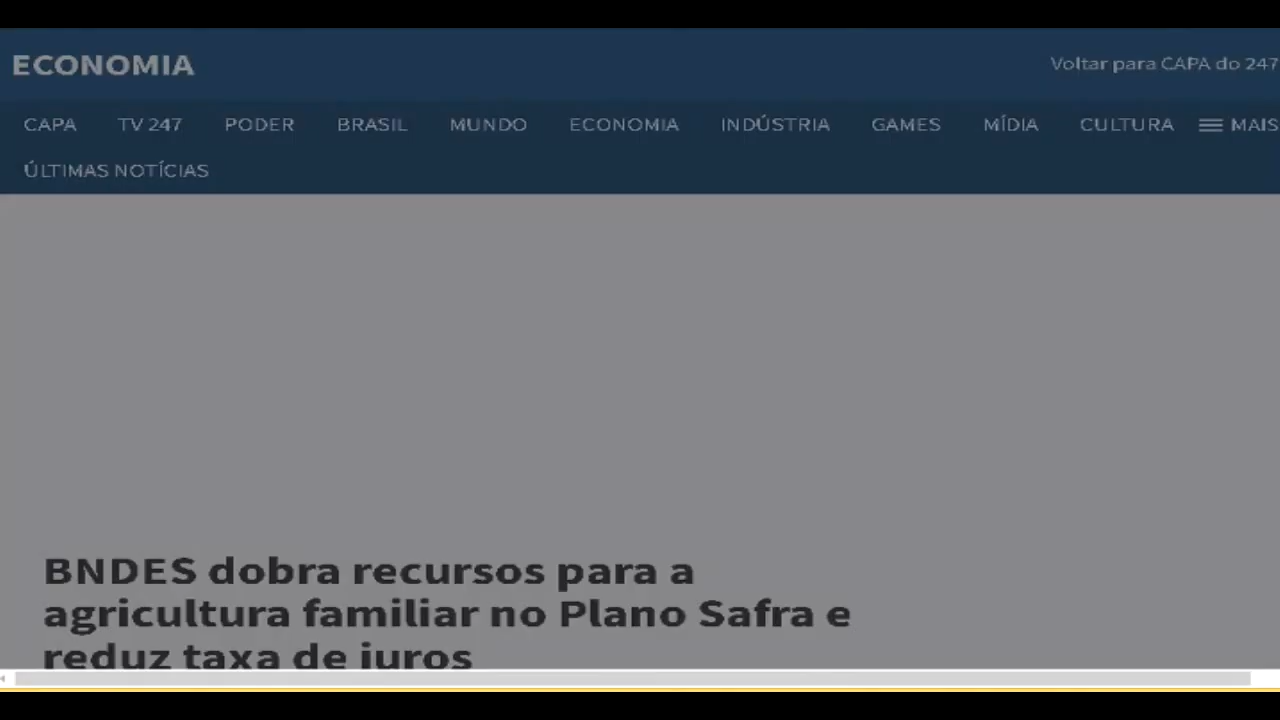 ECONOMIA
Voltar para CAPA do 247
CAPA TV 247 PODER BRASIL MUNDO ECONOMIA INDÚSTRIA GAMES MÍDIA CULTURA MAIS
ÚLTIMAS NOTÍCIAS
BNDES dobra recursos para a
agricultura familiar no Plano Safra e
reduz taxa de juros